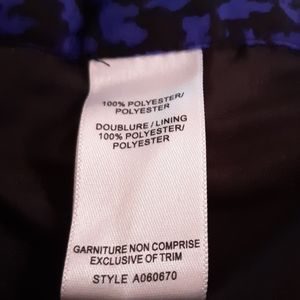 100% POLYESTER/
POLYESTER
DOUBLURE / LINING
100% POLYESTER/
POLYESTER
GARNITURE NON COMPRISE
EXCLUSIVE OF TRIM
STYLE A060670